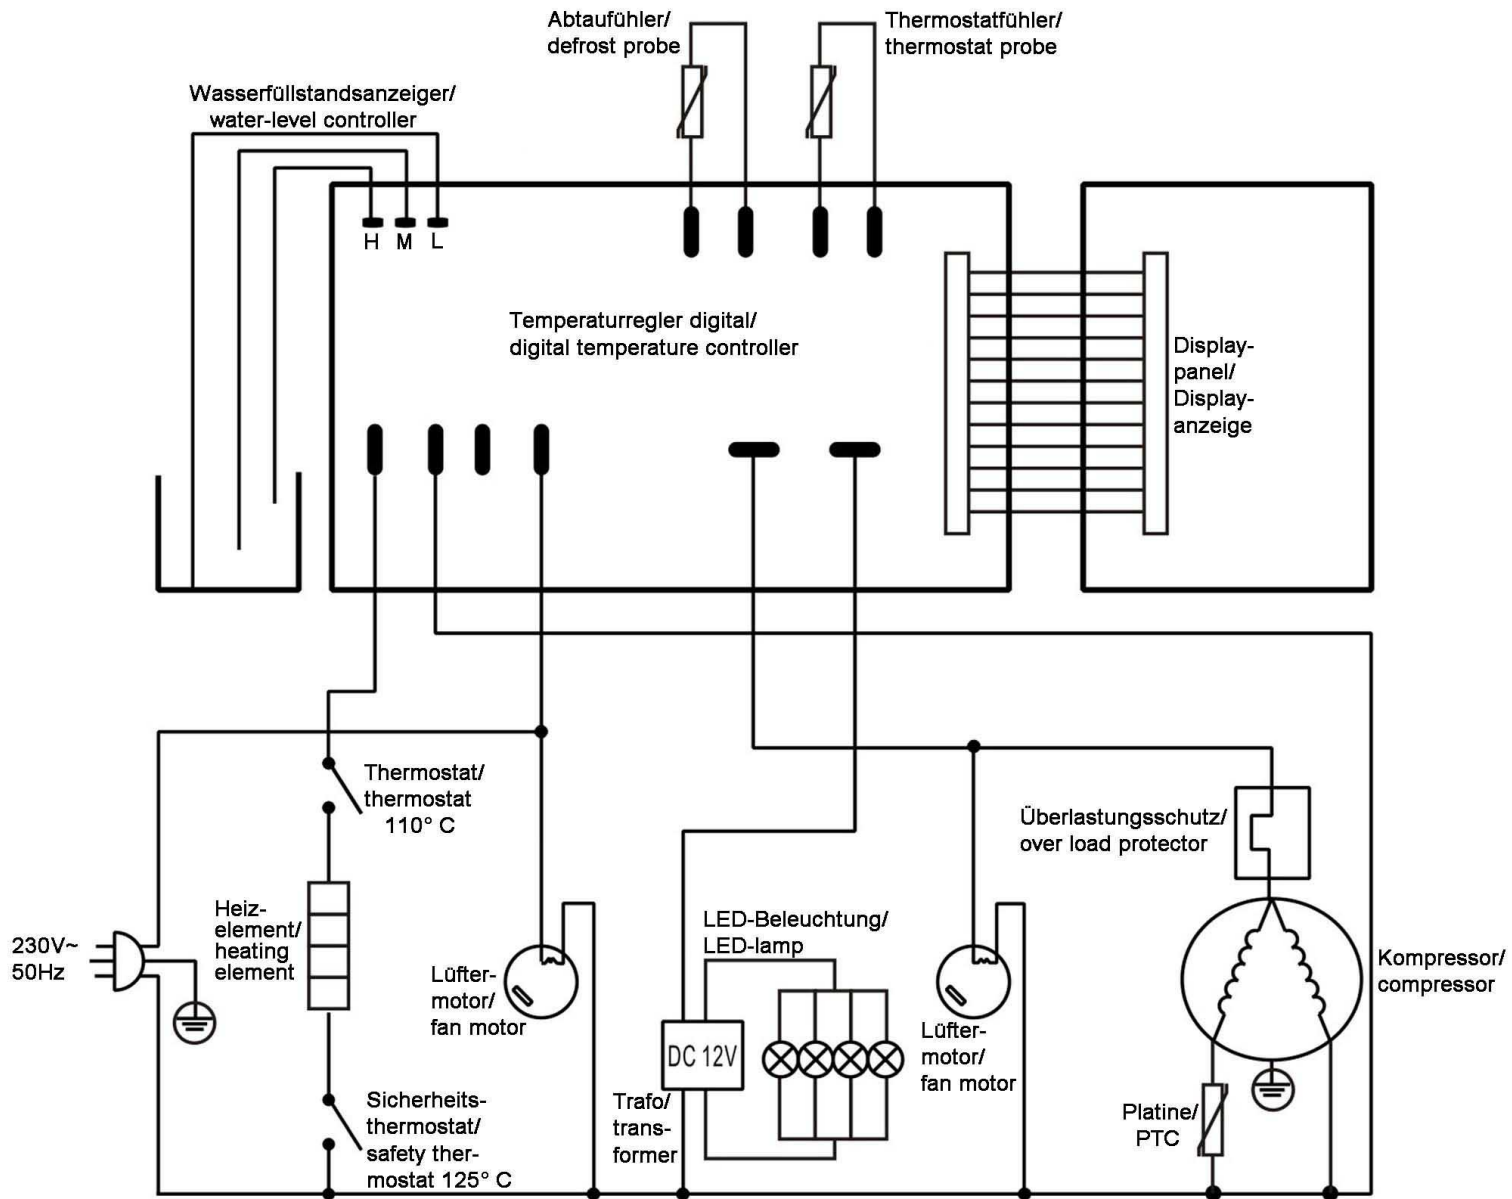 Abtaufühler/
defrost probe
Thermostatfühler/
thermostat probe
Wasserfüllstandsanzeiger/
water-level controller
H M L
Temperaturregler digital/
digital temperature controller
Display-
panel/
Display-
anzeige
Thermostat/
thermostat
110° C
Überlastungsschutz/
over load protector
230V~
50Hz
Heiz-
element/
heating
element
Lüfter-
motor/
fan motor
LED-Beleuchtung/
LED-lamp
DC 12V
Trafo/
trans-
former
Lüfter-
motor/
fan motor
Kompressor/
compressor
Sicherheits-
thermostat/
safety ther-
mostat 125° C
Platine/
PTC